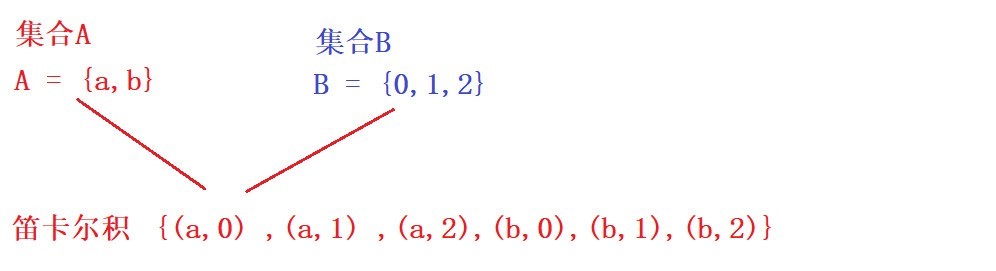 集合A
A = {a,b}
集合B
B = {0,1,2}
笛卡尔积 {(a,0) ,(a,1) ,(a,2),(b,0),(b,1),(b,2)}